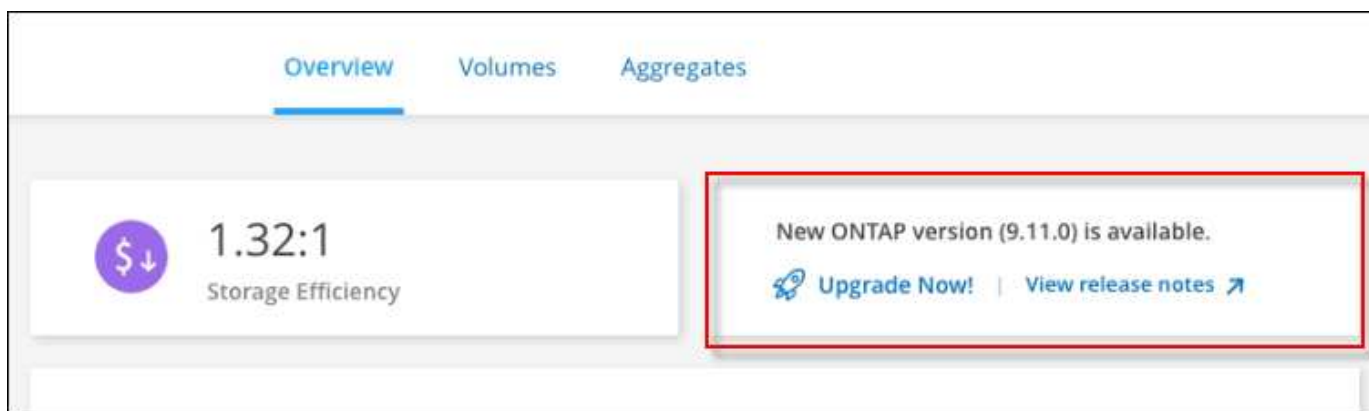 Overview Volumes Aggregates
1.32:1
Storage Efficiency
New ONTAP version (9.11.0) is available.
Upgrade Now! | View release notes